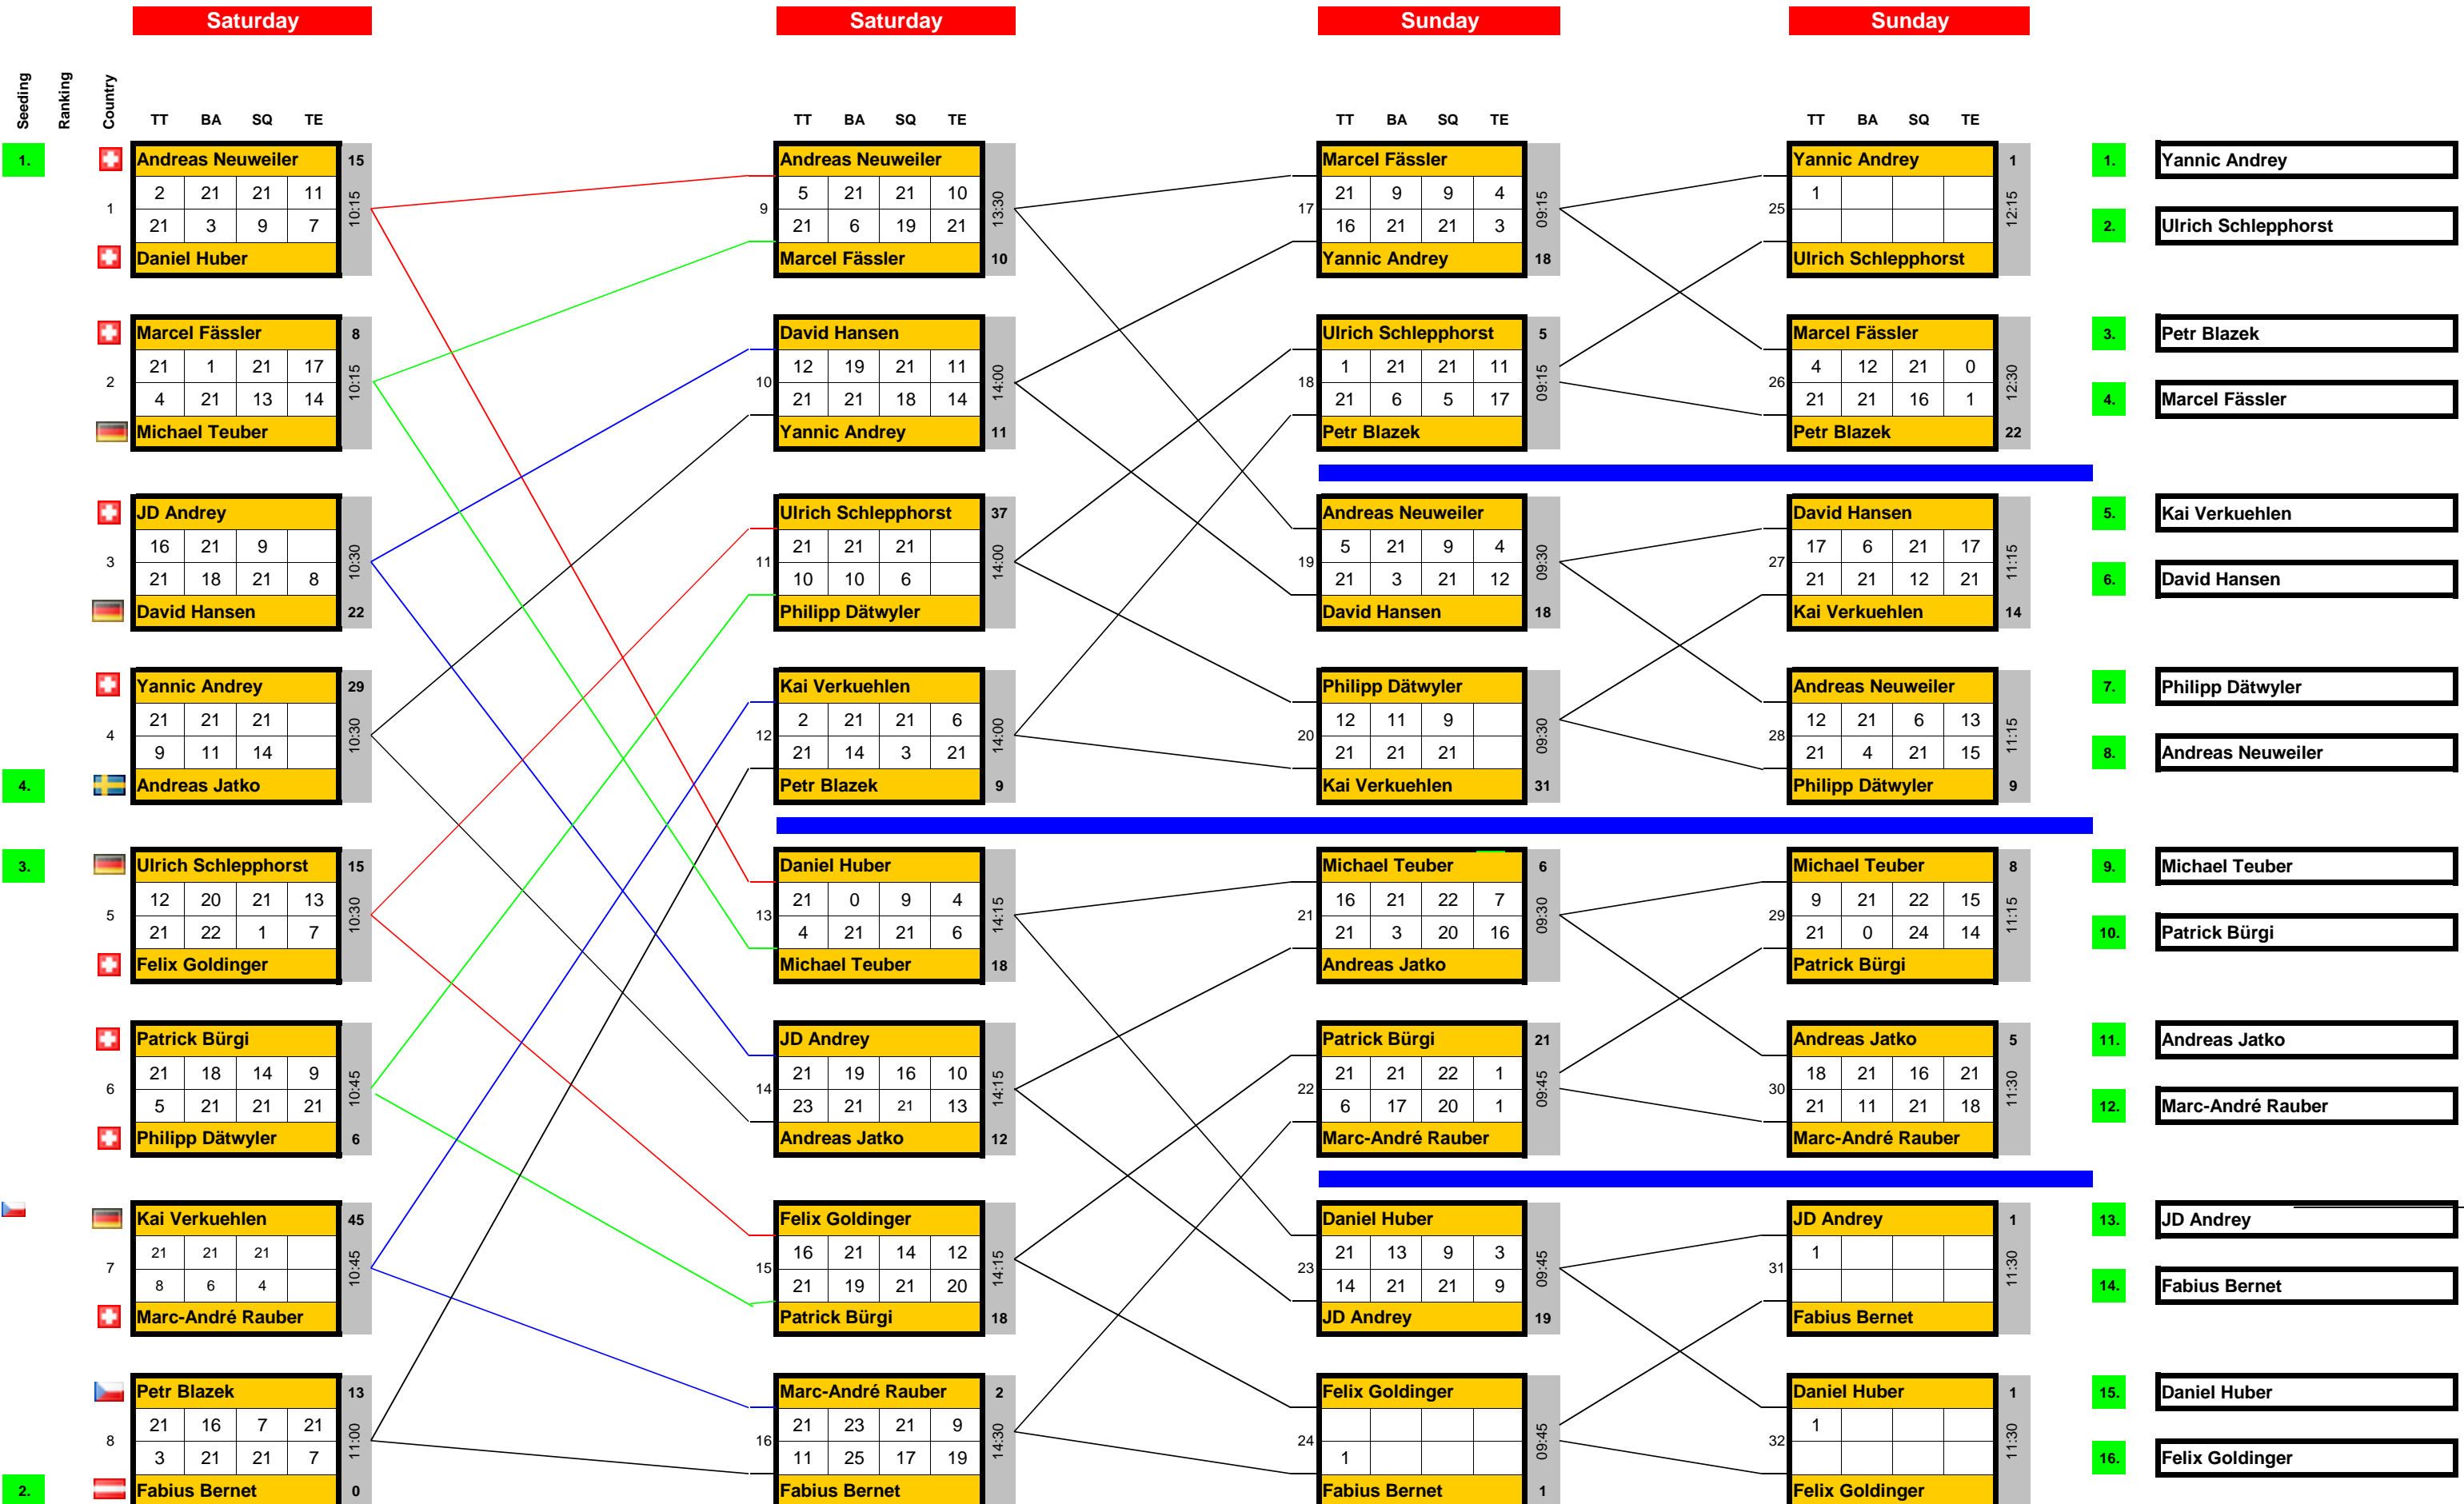 Saturday Saturday Sunday Sunday
Seeding Ranking Country
TT BA SQ TE TT BA SQ TE TT BA SQ TE TT BA SQ TE
1. Andreas Neuweiler 15 Andreas Neuweiler Marcel Fässler Yannic Andrey 1 1. Yannic Andrey
2 21 21 11 5 21 21 10 21 9 9 4 1
1 10:15 9 13:30 17 09:15 25 12:15
21 3 9 7 21 6 19 21 16 21 21 3 2. Ulrich Schlepphorst
Daniel Huber Marcel Fässler 10 Yannic Andrey 18 Ulrich Schlepphorst
Marcel Fässler 8 David Hansen Ulrich Schlepphorst 5 Marcel Fässler 3. Petr Blazek
21 1 21 17 12 19 21 11 1 21 21 11 4 12 21 0
2 10:15 10 14:00 18 09:15 26 12:30
4 21 13 14 21 21 18 14 21 6 5 17 21 21 16 1 4. Marcel Fässler
Michael Teuber Yannic Andrey 11 Petr Blazek Petr Blazek 22
JD Andrey Ulrich Schlepphorst 37 Andreas Neuweiler David Hansen 5. Kai Verkuehlen
16 21 9 21 21 21 5 21 9 4 17 6 21 17
3 10:30 11 14:00 19 09:30 27 11:15
21 18 21 8 10 10 6 21 3 21 12 21 21 12 21 6. David Hansen
David Hansen 22 Philipp Dätwyler David Hansen 18 Kai Verkuehlen 14
Yannic Andrey 29 Kai Verkuehlen Philipp Dätwyler Andreas Neuweiler 7. Philipp Dätwyler
21 21 21 2 21 21 6 12 11 9 12 21 6 13
4 10:30 12 14:00 20 09:30 28 11:15
9 11 14 21 14 3 21 21 21 21 21 4 21 15 8. Andreas Neuweiler
4. Andreas Jatko Petr Blazek 9 Kai Verkuehlen 31 Philipp Dätwyler 9
3. Ulrich Schlepphorst 15 Daniel Huber Michael Teuber 6 Michael Teuber 8 9. Michael Teuber
12 20 21 13 21 0 9 4 16 21 22 7 9 21 22 15
5 10:30 13 14:15 21 09:30 29 11:15
21 22 1 7 4 21 21 6 21 3 20 16 21 0 24 14 10. Patrick Bürgi
Felix Goldinger Michael Teuber 18 Andreas Jatko Patrick Bürgi
Patrick Bürgi JD Andrey Patrick Bürgi 21 Andreas Jatko 5 11. Andreas Jatko
21 18 14 9 21 19 16 10 21 21 22 1 18 21 16 21
6 10:45 14 14:15 22 09:45 30 11:30
5 21 21 21 23 21 21 13 6 17 20 1 21 11 21 18 12. Marc-André Rauber
Philipp Dätwyler 6 Andreas Jatko 12 Marc-André Rauber Marc-André Rauber
Kai Verkuehlen 45 Felix Goldinger Daniel Huber JD Andrey 1 13. JD Andrey
21 21 21 16 21 14 12 21 13 9 3 1
7 10:45 15 14:15 23 09:45 31 11:30
8 6 4 21 19 21 20 14 21 21 9 14. Fabius Bernet
Marc-André Rauber Patrick Bürgi 18 JD Andrey 19 Fabius Bernet
Petr Blazek 13 Marc-André Rauber 2 Felix Goldinger Daniel Huber 1 15. Daniel Huber
21 16 7 21 21 23 21 9 1
8 11:00 16 14:30 24 09:45 32 11:30
3 21 21 7 11 25 17 19 1 16. Felix Goldinger
2. Fabius Bernet 0 Fabius Bernet Fabius Bernet 1 Felix Goldinger